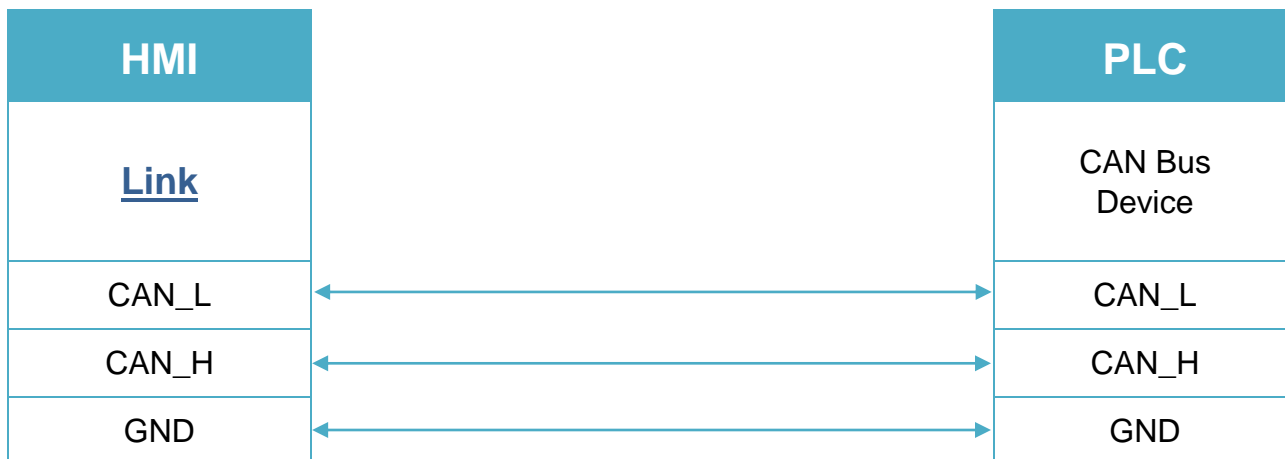 HMI
PLC
Link
CAN Bus
Device
CAN_L
CAN_L
CAN_H
CAN_H
GND
GND